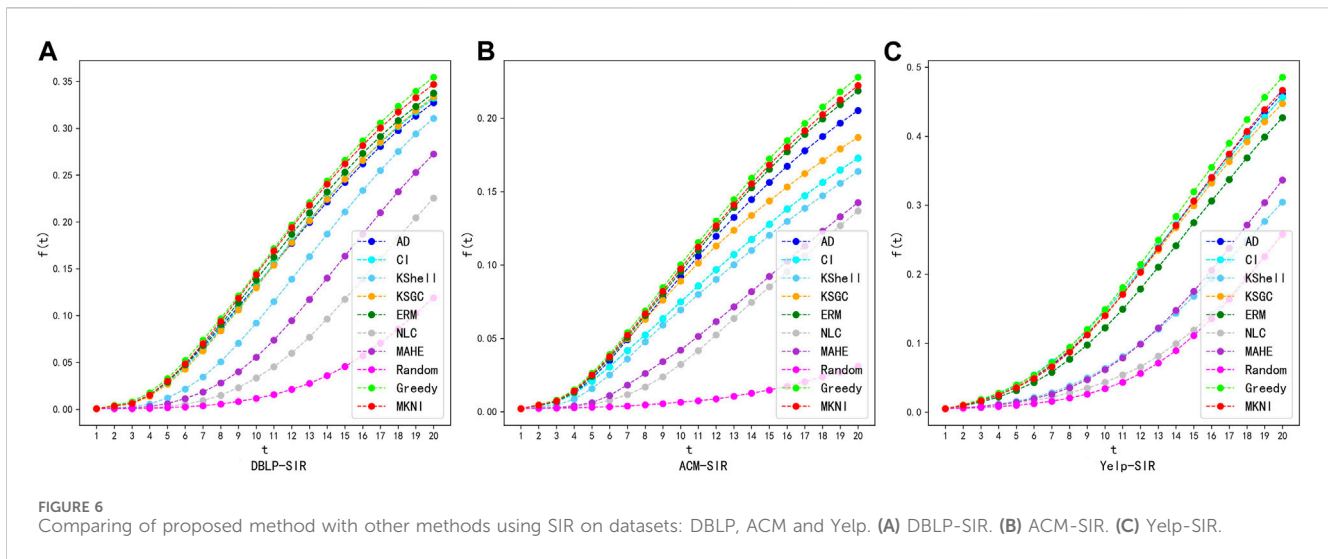 A
f(t)
0.35
0.30
0.25
0.20
0.15
0.10
0.05
0.00
1 2 3 4 5 6 7 8 9 10 11 12 13 14 15 16 17 18 19 20
t
DBLP-SIR
AD
CI
KShell
KSGC
ERM
NLC
MAHE
Random
Greedy
MKNI
B
f(t)
0.20
0.15
0.10
0.05
0.00
1 2 3 4 5 6 7 8 9 10 11 12 13 14 15 16 17 18 19 20
t
ACM-SIR
AD
CI
KShell
KSGC
ERM
NLC
MAHE
Random
Greedy
MKNI
C
f(t)
0.5
0.4
0.3
0.2
0.1
0.0
1 2 3 4 5 6 7 8 9 10 11 12 13 14 15 16 17 18 19 20
t
Yelp-SIR
AD
CI
KShell
KSGC
ERM
NLC
MAHE
Random
Greedy
MKNI
FIGURE 6
Comparing of proposed method with other methods using SIR on datasets: DBLP, ACM and Yelp. (A) DBLP-SIR. (B) ACM-SIR. (C) Yelp-SIR.